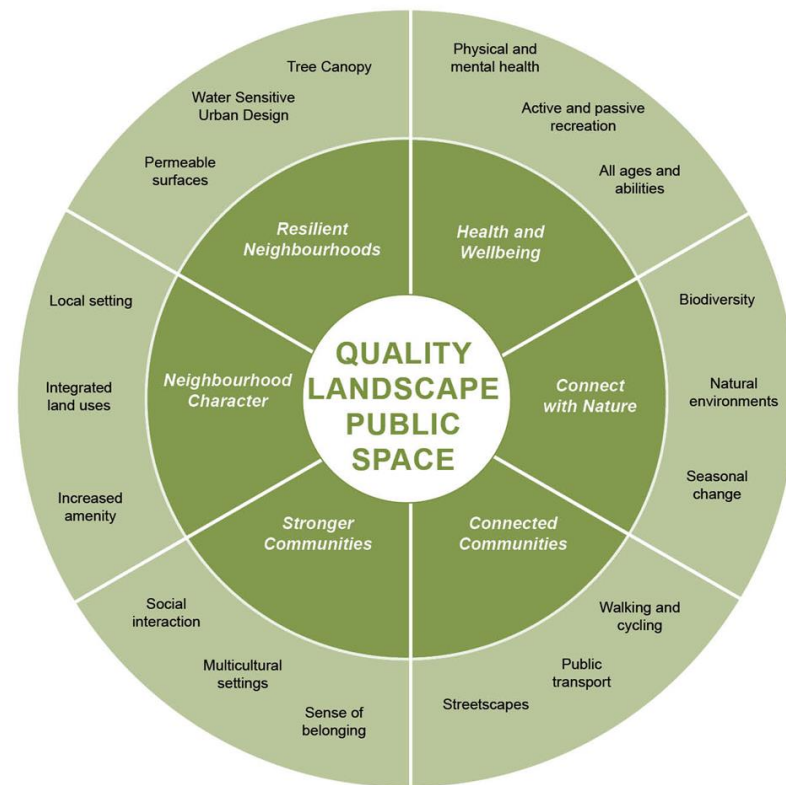 Tree Canopy
Water Sensitive
Urban Design
Permeable
surfaces
Physical and
mental health
Active and passive
recreation
All ages and
abilities
Resilient
Neighbourhoods
Health and
Wellbeing
Local setting
Integrated
land uses
Increased
amenity
Neighbourhood
Character
QUALITY
LANDSCAPE
PUBLIC
SPACE
Connect
with Nature
Biodiversity
Natural
environments
Seasonal
change
Stronger
Communities
Connected
Communities
Social
interaction
Multicultural
settings
Sense of
belonging
Walking and
cycling
Public
transport
Streetscapes